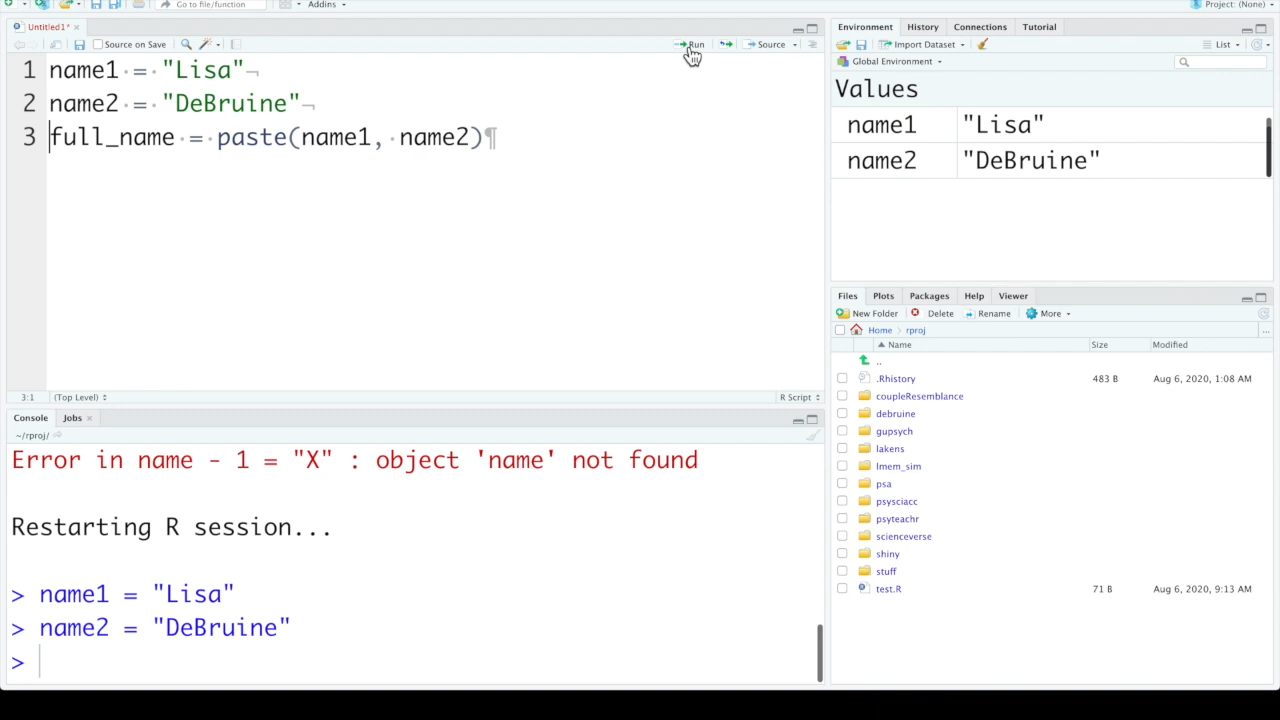 Go to file/function
Addins
Project: (None)
Untitled1*
Source on Save
Run
Source
1 name1 = "Lisa"
2 name2 = "DeBruine"
3 full_name = paste(name1, name2)
3:1
(Top Level)
R Script
Console
Jobs
~/rproj/
Error in name - 1 = "X" : object 'name' not found
Restarting R session...
> name1 = "Lisa"
> name2 = "DeBruine"
>
Environment
History
Connections
Tutorial
Import Dataset
List
Global Environment
Values
name1 "Lisa"
name2 "DeBruine"
Files
Plots
Packages
Help
Viewer
New Folder
Delete
Rename
More
Home
rproj
...
Name
Size
Modified
..
.Rhistory 483 B Aug 6, 2020, 1:08 AM
coupleResemblance
debruine
gupsych
lakens
lmem_sim
psa
psysciacc
psyteachr
scienceverse
shiny
stuff
test.R 71 B Aug 6, 2020, 9:13 AM